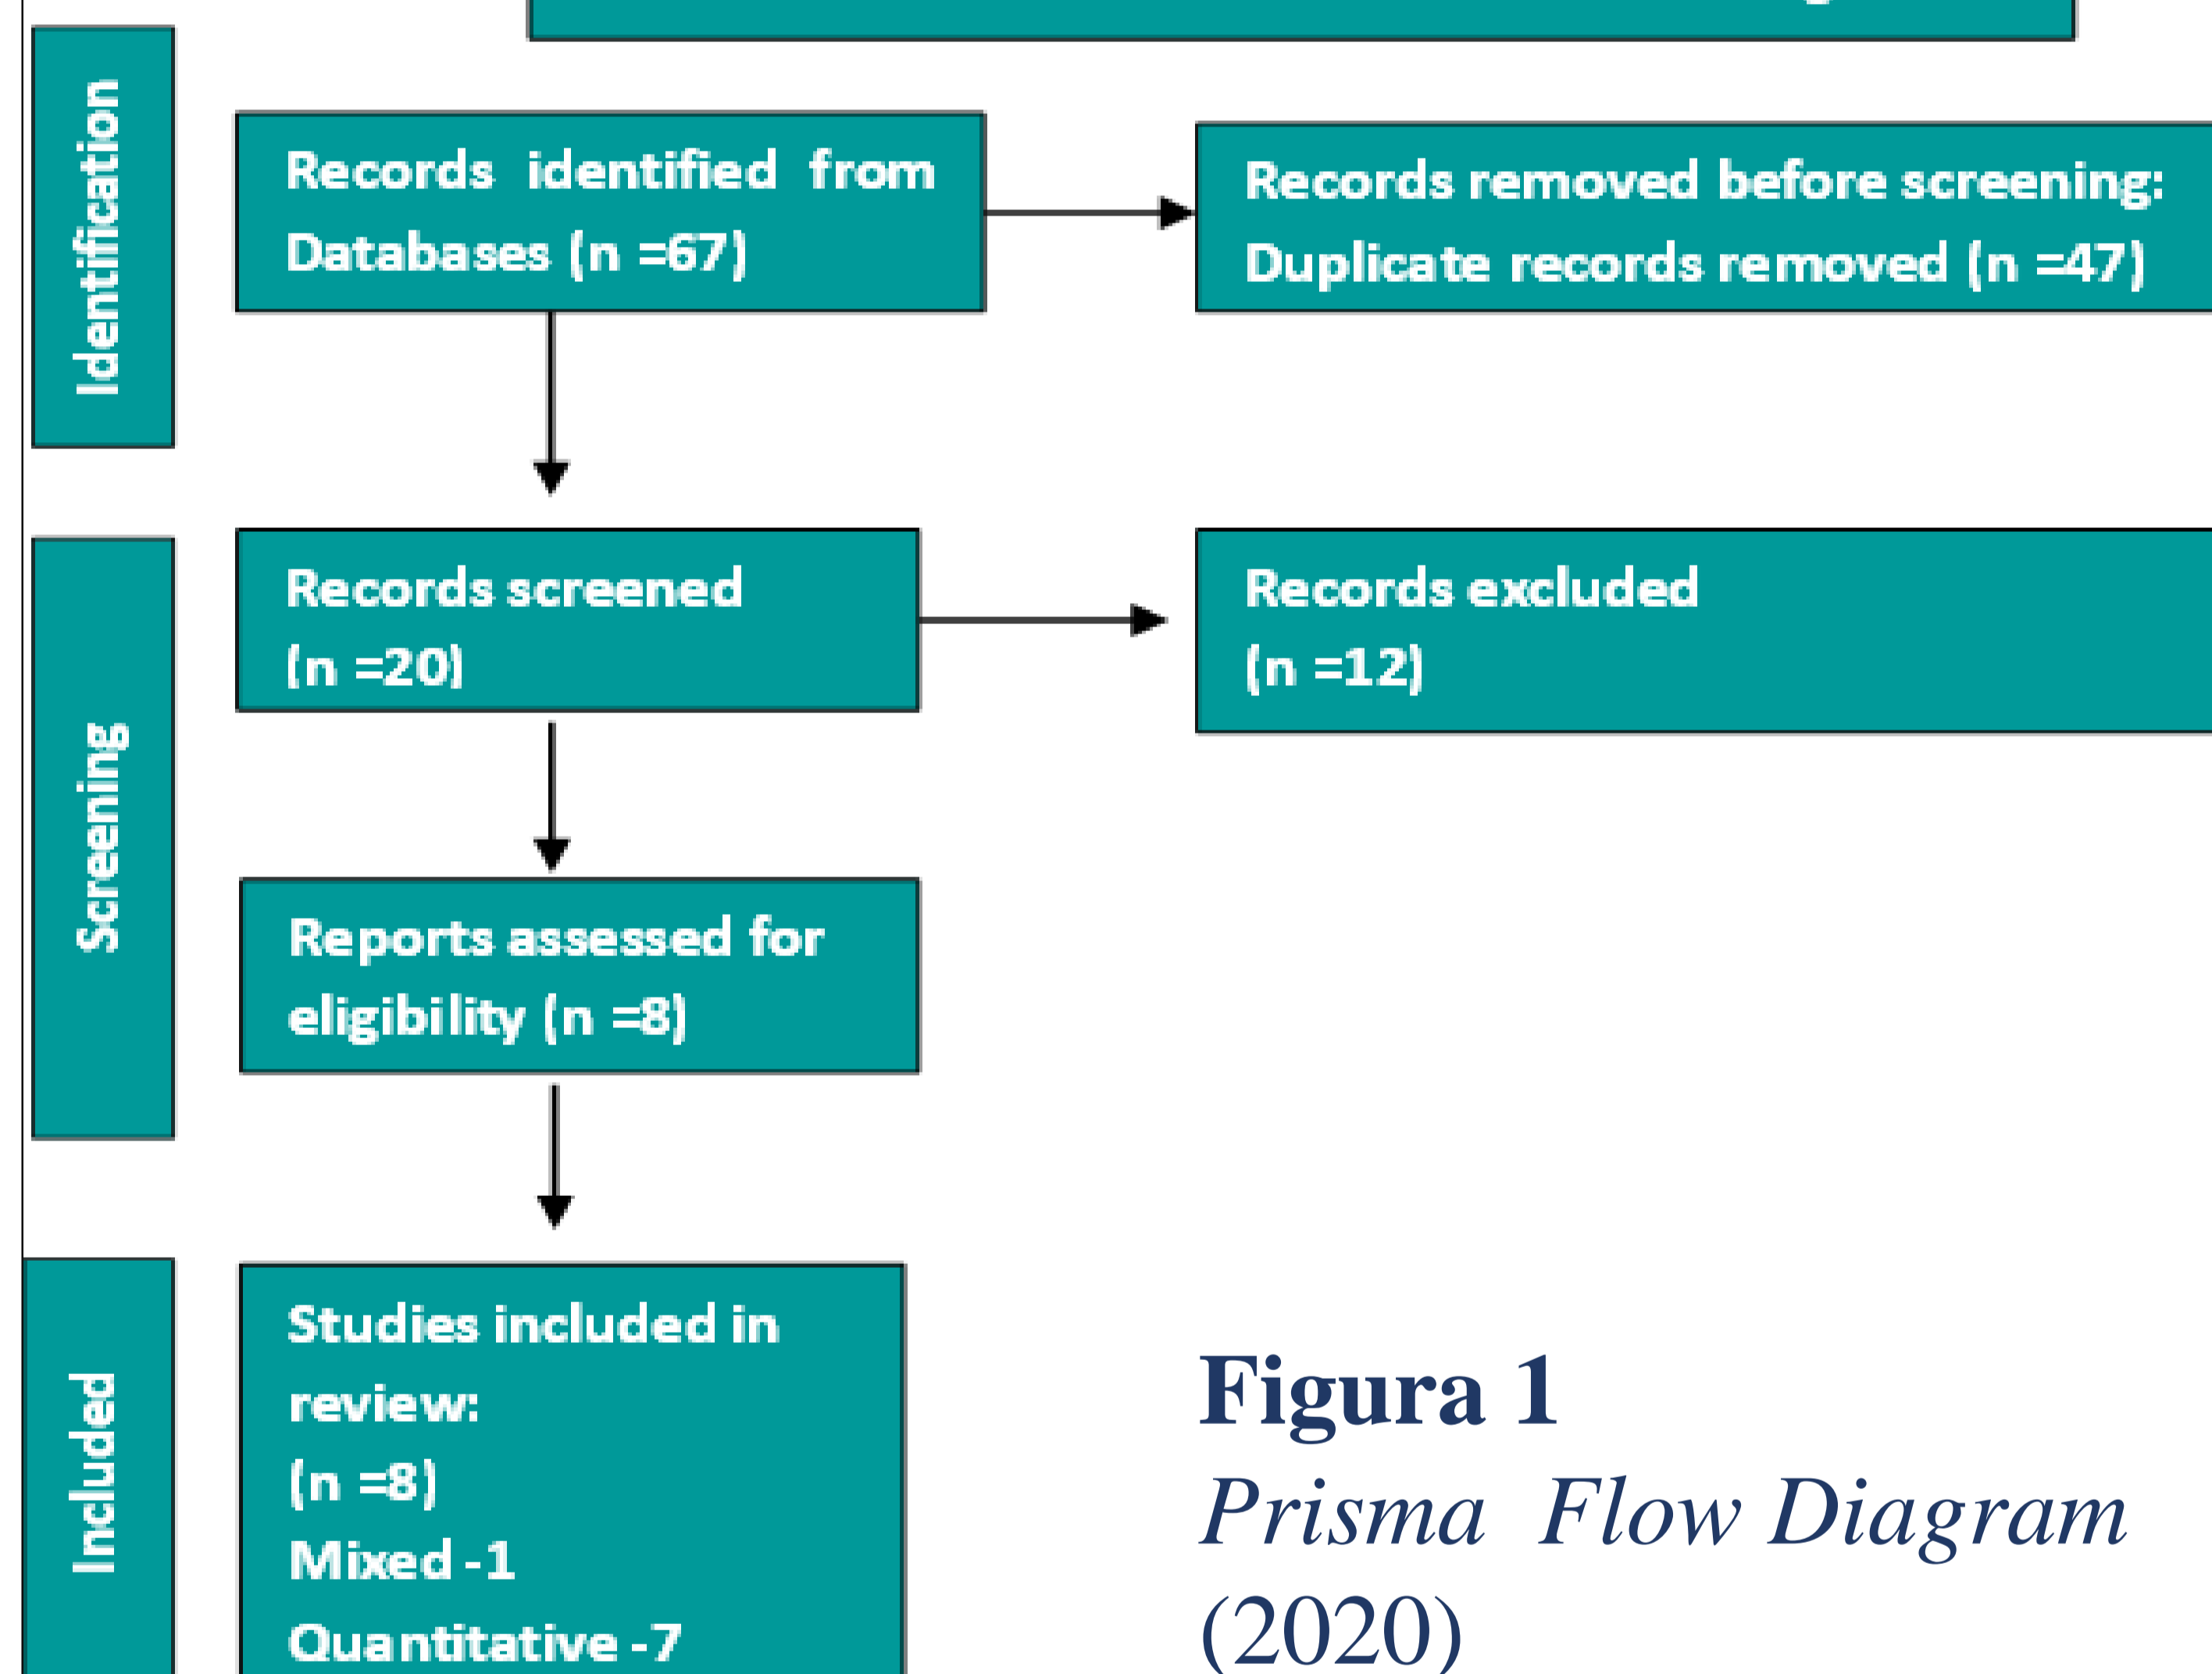 Identification
Records identified from
Databases (n =67)
Records removed before screening:
Duplicate records removed (n =47)
Screening
Records screened
(n =20)
Records excluded
(n =12)
Reports assessed for
eligibility (n =8)
Included
Studies included in
review:
(n =8)
Mixed -1
Quantitative -7
Figura 1
Prisma Flow Diagram
(2020)